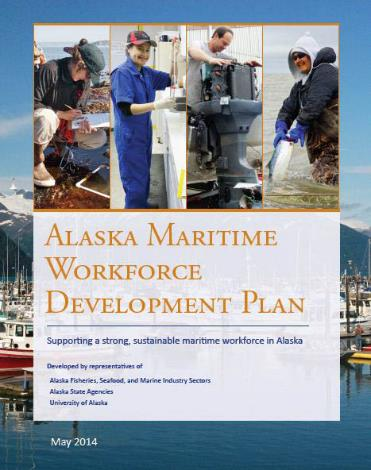 Alaska Maritime
Workforce
Development Plan
Supporting a strong, sustainable maritime workforce in Alaska
Developed by representatives of
Alaska Fisheries, Seafood, and Marine Industry Sectors
Alaska State Agencies
University of Alaska
May 2014